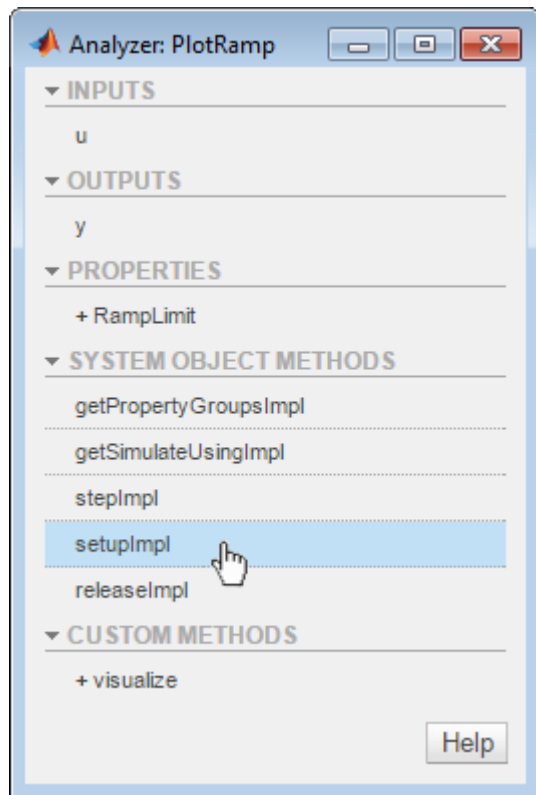 Analyzer: PlotRamp
INPUTS
u
OUTPUTS
y
PROPERTIES
+ RampLimit
SYSTEM OBJECT METHODS
getPropertyGroupsImpl
getSimulateUsingImpl
stepImpl
setupImpl
releaseImpl
CUSTOM METHODS
+ visualize
Help